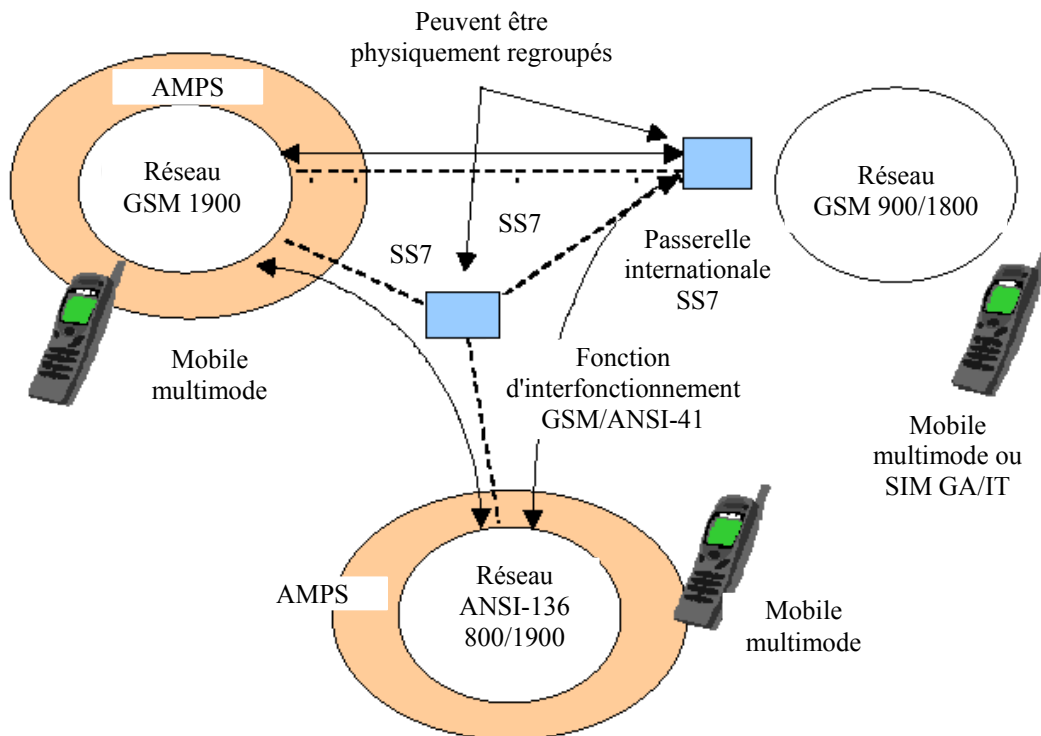 Peuvent être
physiquement regroupés
AMPS
Réseau
GSM 1900
Réseau
GSM 900/1800
SS7
SS7
Passerelle
internationale
SS7
Mobile
multimode
Fonction
d'interfonctionnement
GSM/ANSI-41
Mobile
multimode ou
SIM GA/IT
AMPS
Réseau
ANSI-136
800/1900
Mobile
multimode